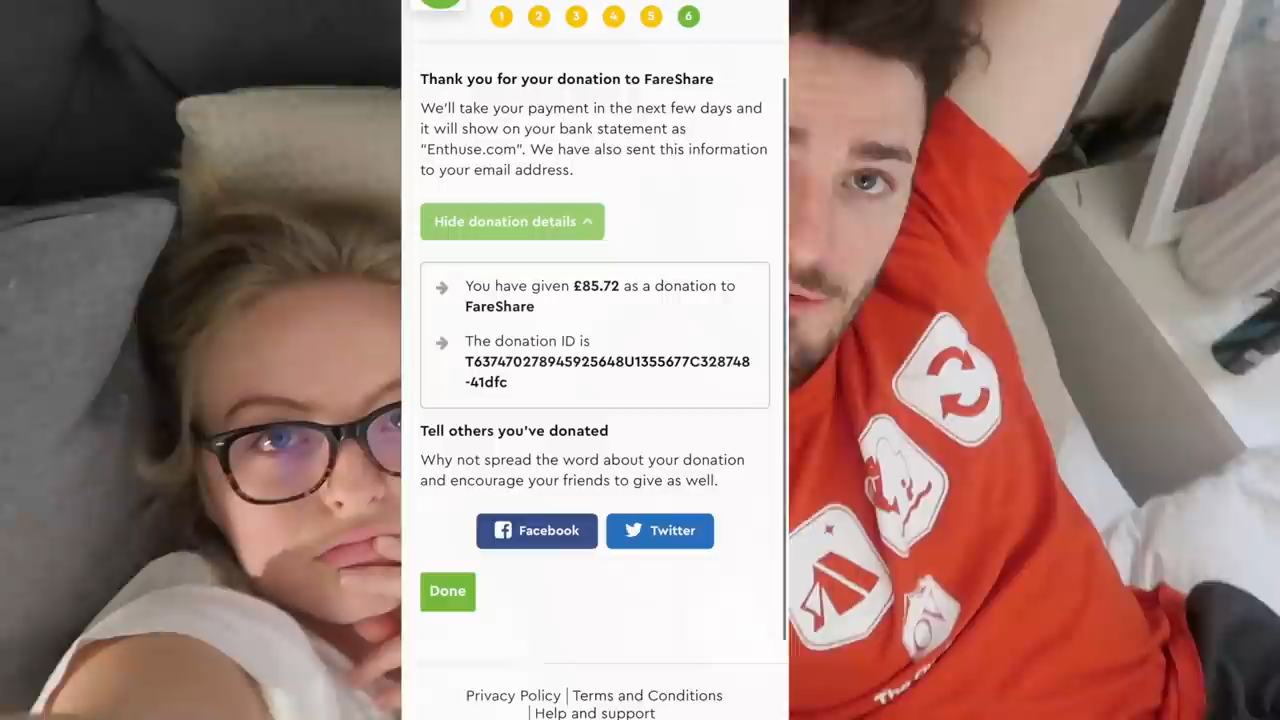 1 2 3 4 5 6
Thank you for your donation to FareShare
We'll take your payment in the next few days and
it will show on your bank statement as
"Enthuse.com". We have also sent this information
to your email address.
Hide donation details
You have given £85.72 as a donation to
FareShare
The donation ID is
T637470278945925648U1355677C328748
-41dfc
Tell others you've donated
Why not spread the word about your donation
and encourage your friends to give as well.
Facebook
Twitter
Done
Privacy Policy | Terms and Conditions
| Help and support
The